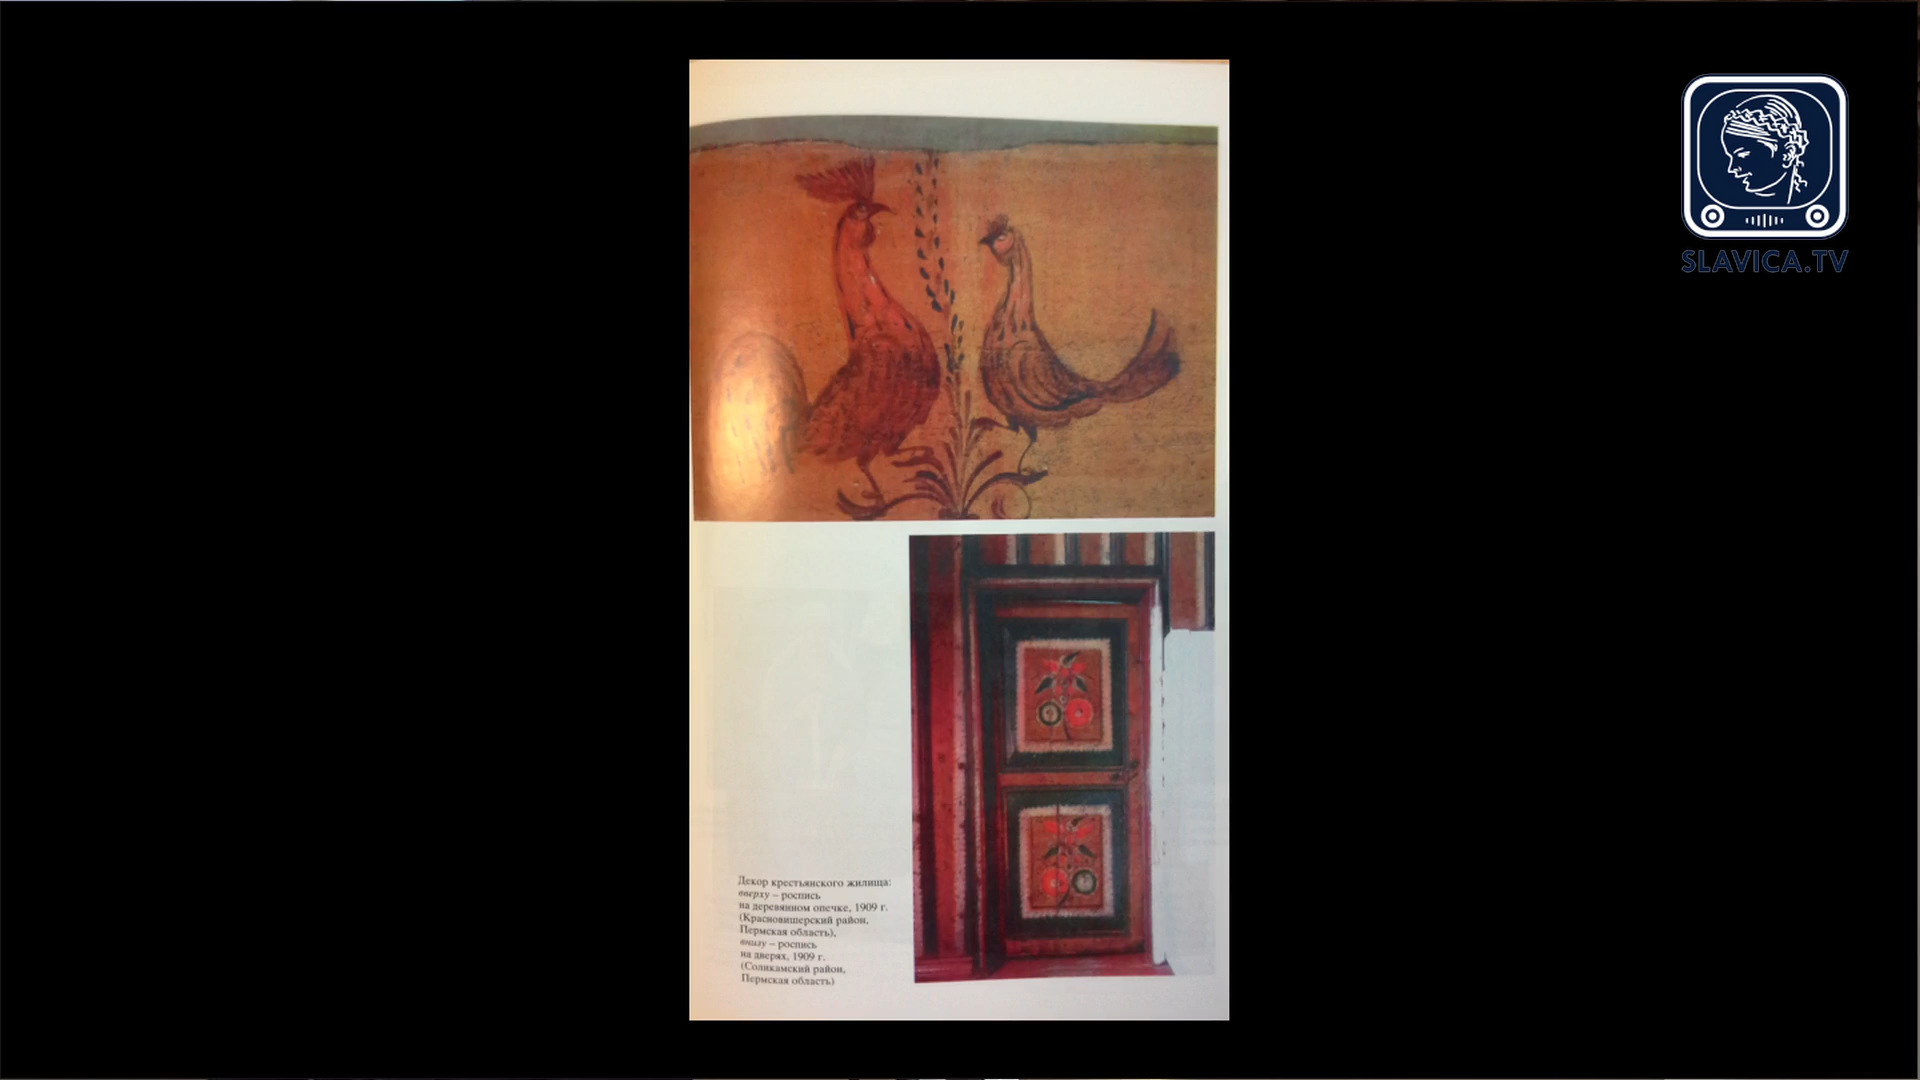 SLAVICA.TV
Декор крестьянского жилища:
вверху – роспись
на деревянном опечке, 1909 г.
(Красновишерский район,
Пермская область),
внизу – роспись
на дверях, 1909 г.
(Соликамский район,
Пермская область)